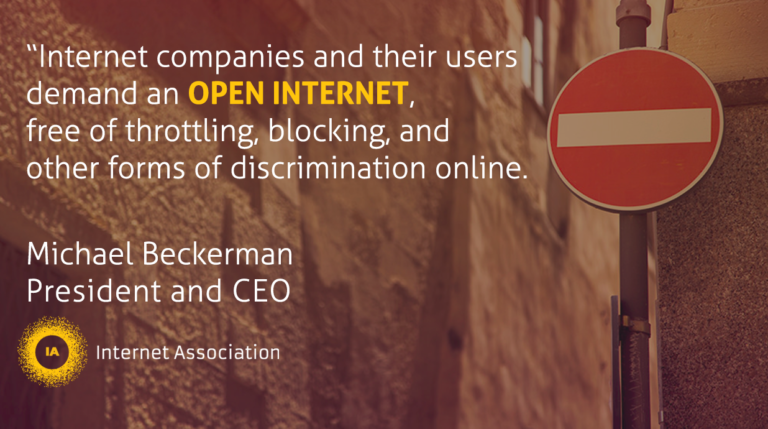 “Internet companies and their users
demand an OPEN INTERNET,
free of throttling, blocking, and
other forms of discrimination online.
Michael Beckerman
President and CEO
IA
Internet Association